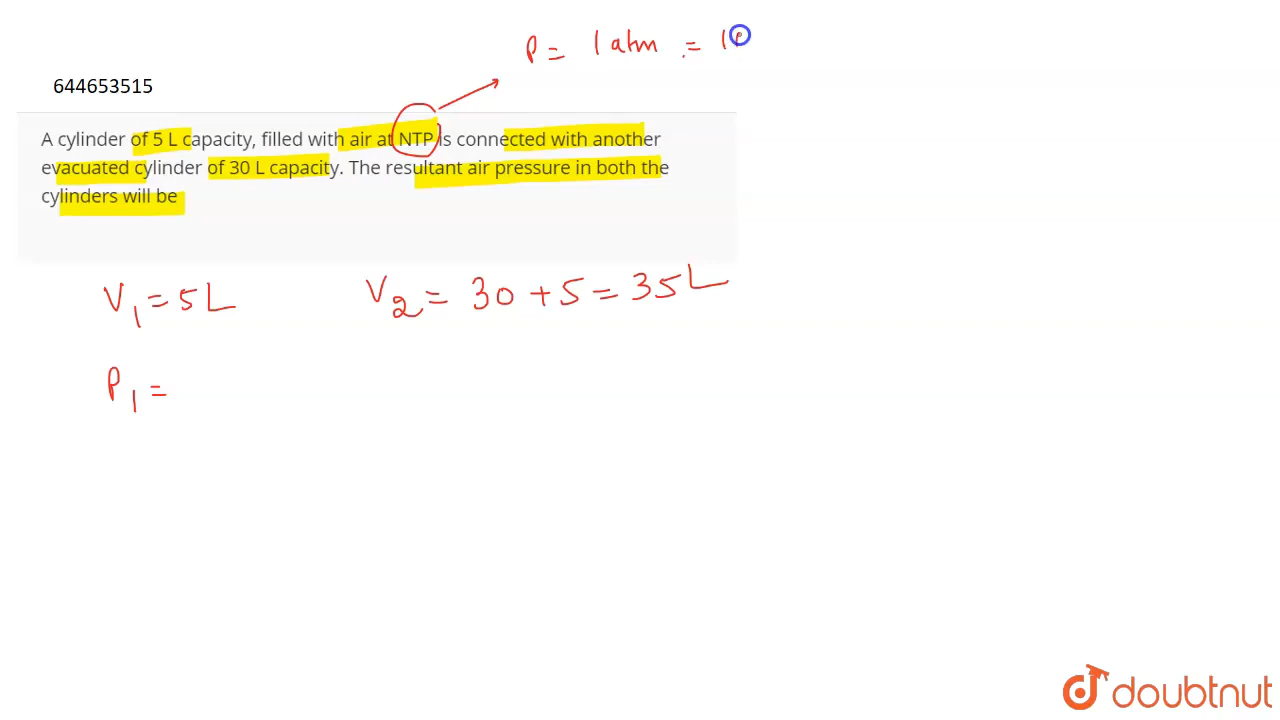 P = 1 atm = 1
644653515
A cylinder of 5 L capacity, filled with air at NTP is connected with another
evacuated cylinder of 30 L capacity. The resultant air pressure in both the
cylinders will be
V1 = 5L V2 = 30 + 5 = 35L
P1 =
doubtnut